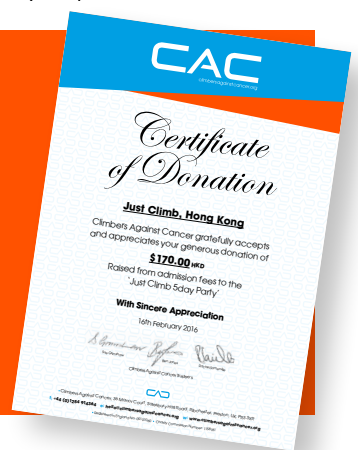 CAC
climbersagainstcancer.org
Certificate
of Donation
Just Climb, Hong Kong
Climbers Against Cancer gratefully accepts
and appreciates your generous donation of
$170.00 HKD
Raised from admission fees to the
'Just Climb 5day Party'
With Sincere Appreciation
16th February 2016
Climbers Against Cancer Trustees